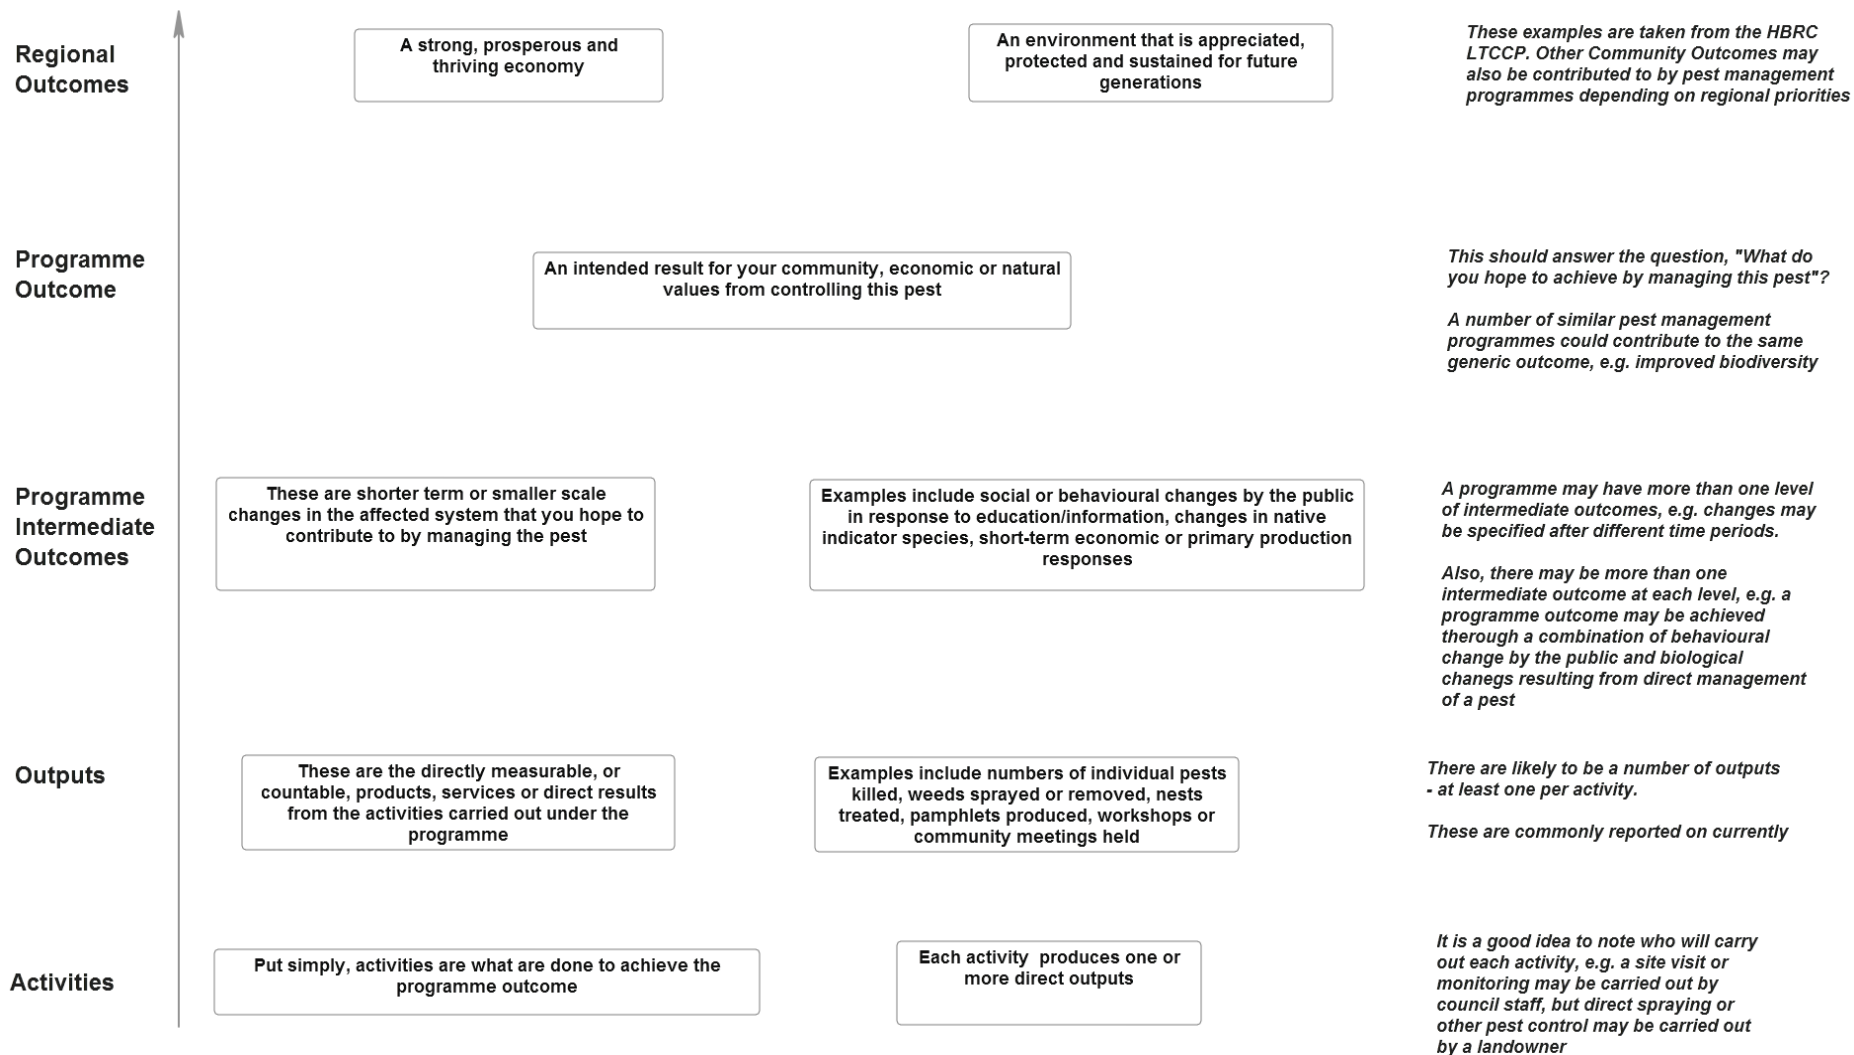 Regional
Outcomes
A strong, prosperous and
thriving economy
An environment that is appreciated,
protected and sustained for future
generations
These examples are taken from the HBRC
LTCCP. Other Community Outcomes may
also be contributed to by pest management
programmes depending on regional priorities
Programme
Outcome
An intended result for your community, economic or natural
values from controlling this pest
This should answer the question, "What do
you hope to achieve by managing this pest"?
A number of similar pest management
programmes could contribute to the same
generic outcome, e.g. improved biodiversity
Programme
Intermediate
Outcomes
These are shorter term or smaller scale
changes in the affected system that you hope to
contribute to by managing the pest
Examples include social or behavioural changes by the public
in response to education/information, changes in native
indicator species, short-term economic or primary production
responses
A programme may have more than one level
of intermediate outcomes, e.g. changes may
be specified after different time periods.
Also, there may be more than one
intermediate outcome at each level, e.g. a
programme outcome may be achieved
therough a combination of behavioural
change by the public and biological
chanegs resulting from direct management
of a pest
Outputs
These are the directly measurable, or
countable, products, services or direct results
from the activities carried out under the
programme
Examples include numbers of individual pests
killed, weeds sprayed or removed, nests
treated, pamphlets produced, workshops or
community meetings held
There are likely to be a number of outputs
- at least one per activity.
These are commonly reported on currently
Activities
Put simply, activities are what are done to achieve the
programme outcome
Each activity  produces one or
more direct outputs
It is a good idea to note who will carry
out each activity, e.g. a site visit or
monitoring may be carried out by
council staff, but direct spraying or
other pest control may be carried out
by a landowner